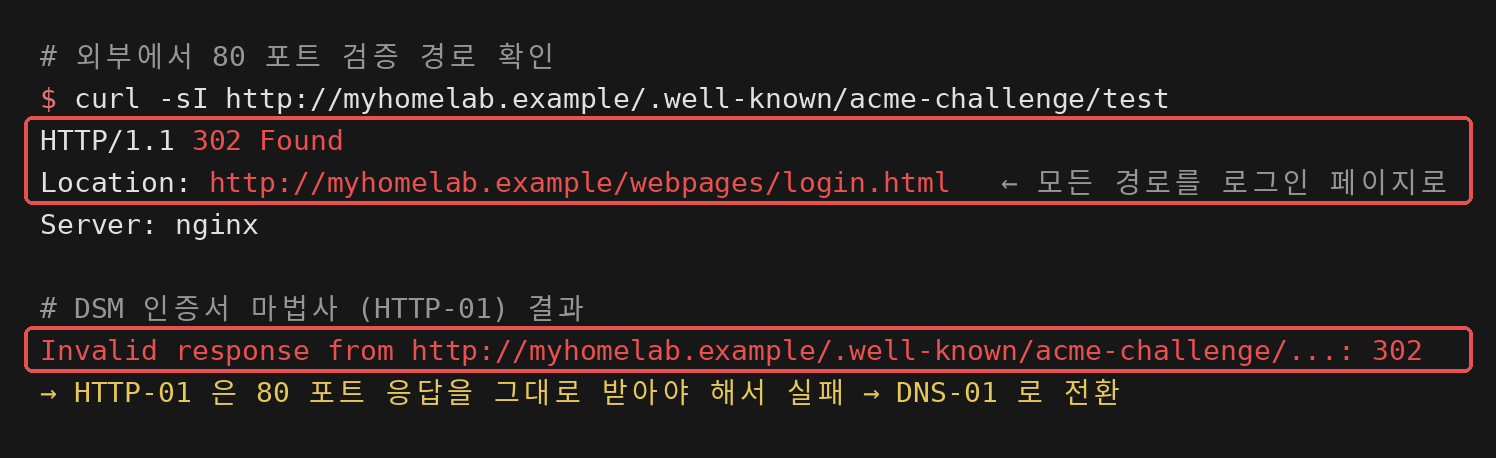 # 외부에서 80 포트 검증 경로 확인
$ curl -sI http://myhomelab.example/.well-known/acme-challenge/test
HTTP/1.1 302 Found
Location: http://myhomelab.example/webpages/login.html ← 모든 경로를 로그인 페이지로
Server: nginx
# DSM 인증서 마법사 (HTTP-01) 결과
Invalid response from http://myhomelab.example/.well-known/acme-challenge/...: 302
→ HTTP-01 은 80 포트 응답을 그대로 받아야 해서 실패 → DNS-01 로 전환